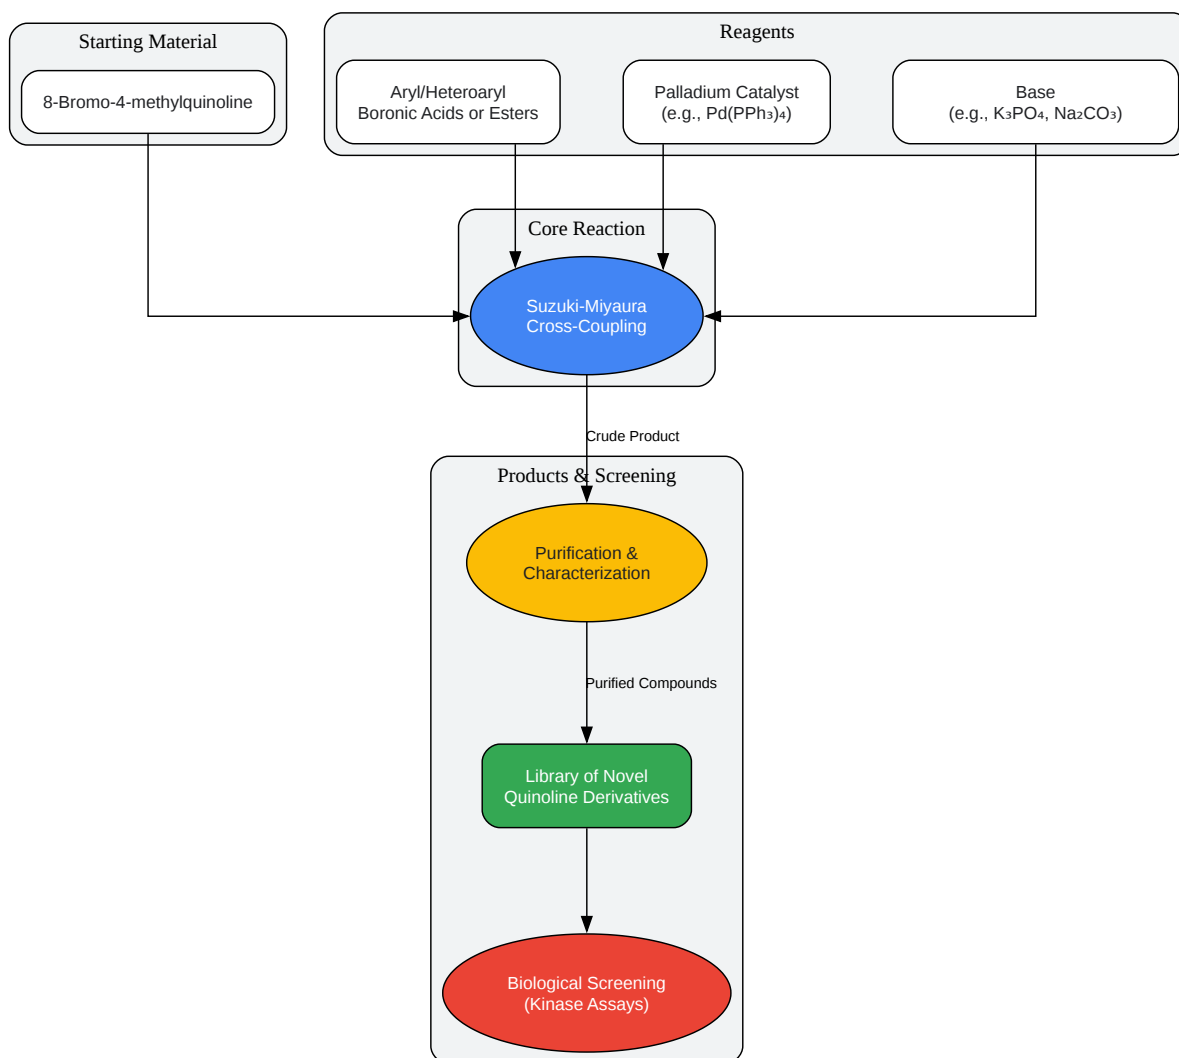 Starting Material
8-Bromo-4-methylquinoline
Reagents
Aryl/Heteroaryl
Boronic Acids or Esters
Palladium Catalyst
(e.g., Pd(PPh₃)₄)
Base
(e.g., K₃PO₄, Na₂CO₃)
Core Reaction
Suzuki-Miyaura
Cross-Coupling
Crude Product
Products & Screening
Purification &
Characterization
Purified Compounds
Library of Novel
Quinoline Derivatives
Biological Screening
(Kinase Assays)